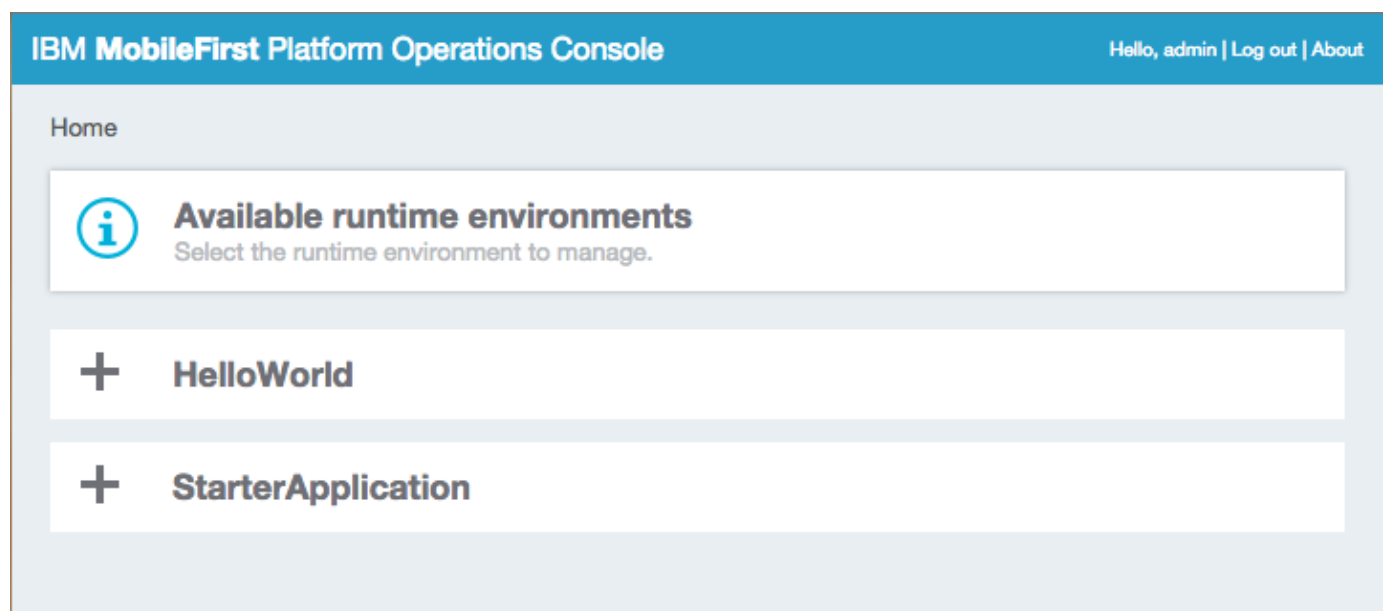 IBM MobileFirst Platform Operations Console
Hello, admin | Log out | About
Home
Available runtime environments
Select the runtime environment to manage.
HelloWorld
StarterApplication